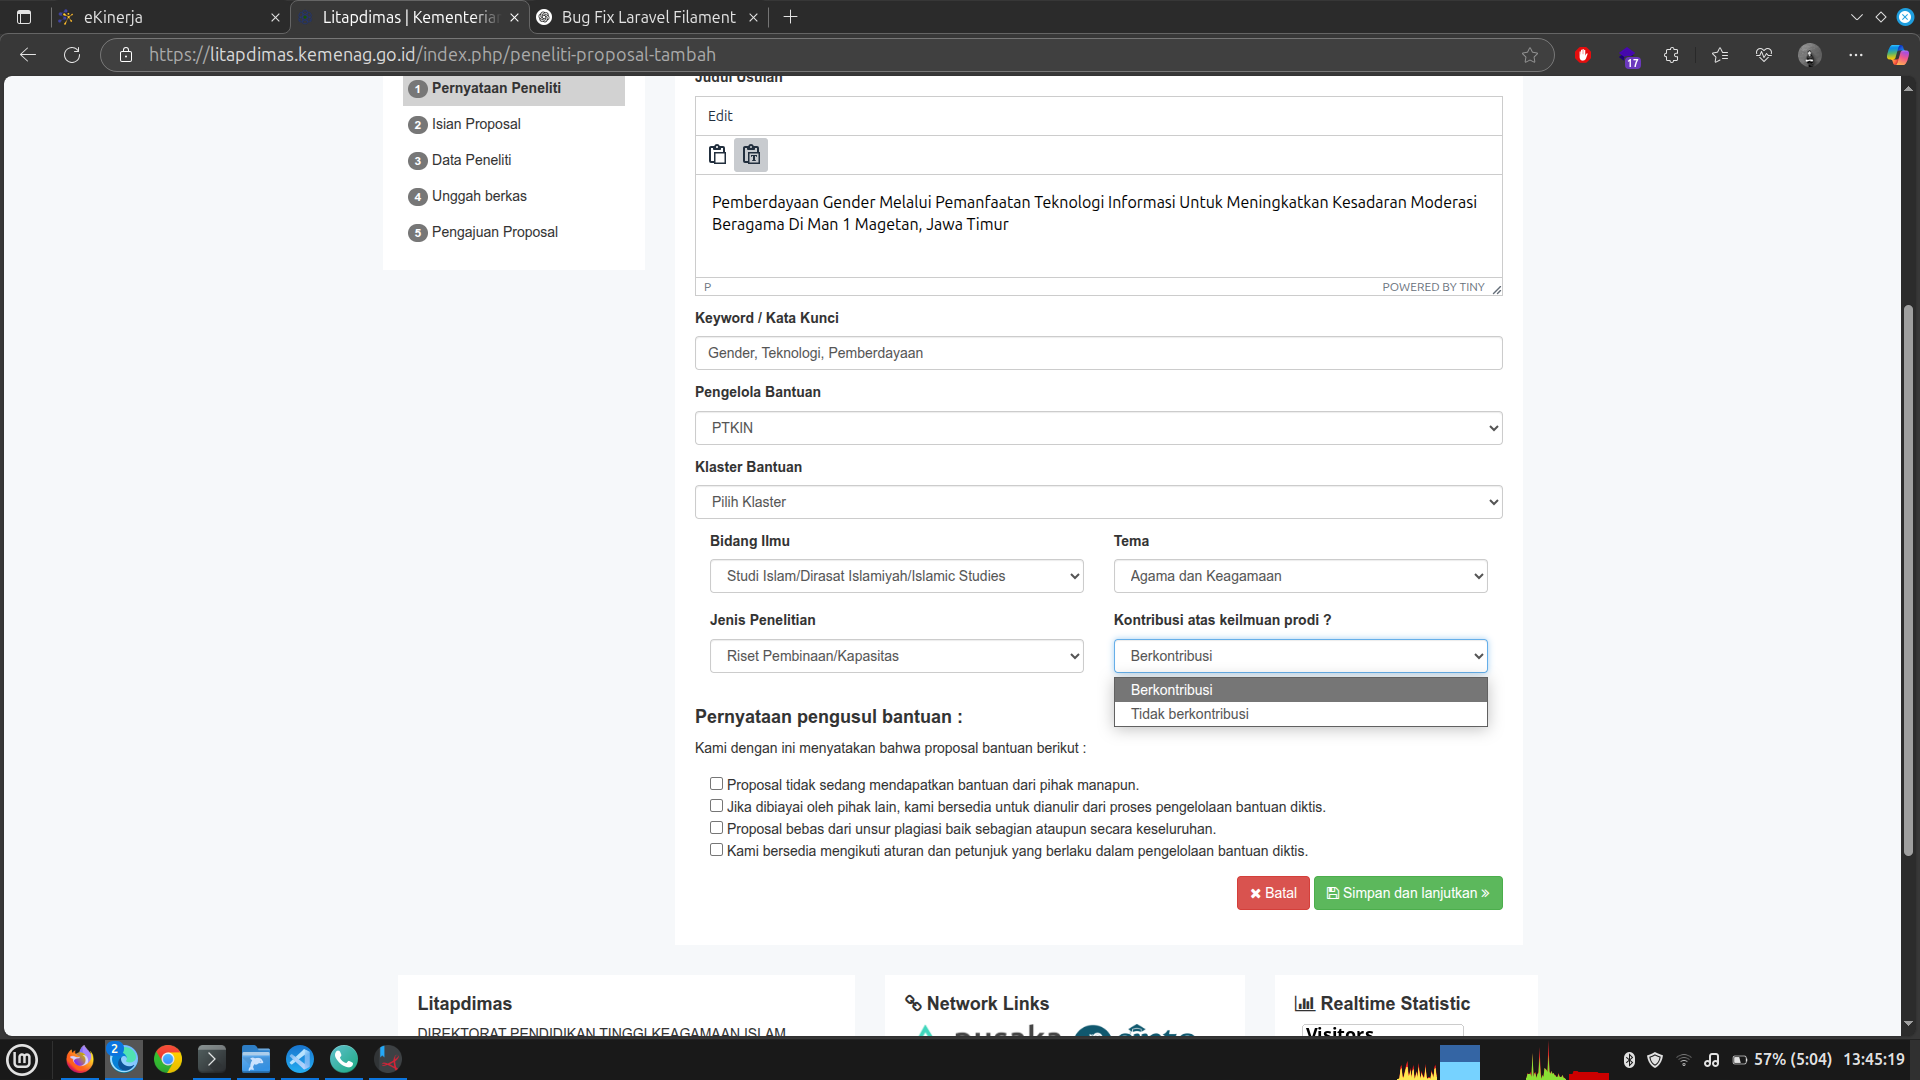 eKinerja
Litapdimas | Kementerian
Bug Fix Laravel Filament
https://litapdimas.kemenag.go.id/index.php/peneliti-proposal-tambah
17
1 Pernyataan Peneliti
2 Isian Proposal
3 Data Peneliti
4 Unggah berkas
5 Pengajuan Proposal
Judul Usulan
Edit
Pemberdayaan Gender Melalui Pemanfaatan Teknologi Informasi Untuk Meningkatkan Kesadaran Moderasi
Beragama Di Man 1 Magetan, Jawa Timur
P
POWERED BY TINY
Keyword / Kata Kunci
Gender, Teknologi, Pemberdayaan
Pengelola Bantuan
PTKIN
Klaster Bantuan
Pilih Klaster
Bidang Ilmu
Tema
Studi Islam/Dirasat Islamiyah/Islamic Studies
Agama dan Keagamaan
Jenis Penelitian
Kontribusi atas keilmuan prodi ?
Riset Pembinaan/Kapasitas
Berkontribusi
Berkontribusi
Tidak berkontribusi
Pernyataan pengusul bantuan :
Kami dengan ini menyatakan bahwa proposal bantuan berikut :
Proposal tidak sedang mendapatkan bantuan dari pihak manapun.
Jika dibiayai oleh pihak lain, kami bersedia untuk dianulir dari proses pengelolaan bantuan diktis.
Proposal bebas dari unsur plagiasi baik sebagian ataupun secara keseluruhan.
Kami bersedia mengikuti aturan dan petunjuk yang berlaku dalam pengelolaan bantuan diktis.
Batal
Simpan dan lanjutkan »
Litapdimas
Network Links
Realtime Statistic
DIREKTORAT PENDIDIKAN TINGGI KEAGAMAAN ISLAM
Visitors
2
57% (5:04)
13:45:19